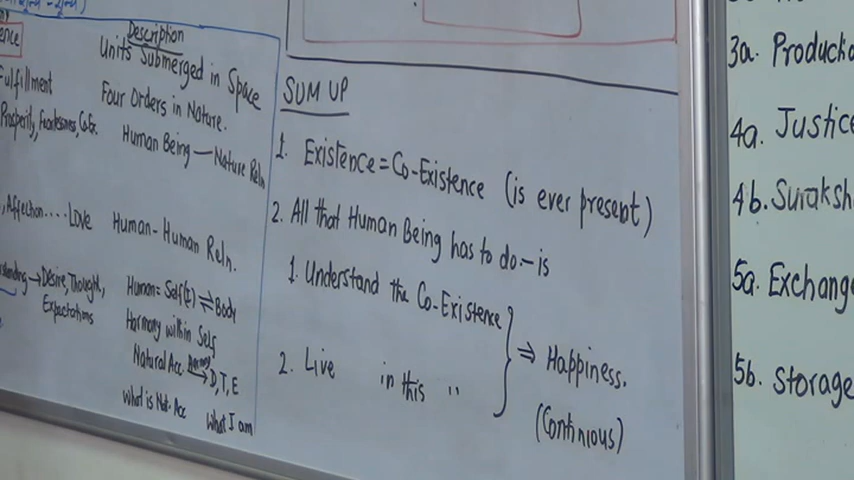 Description
Units Submerged in Space
Fulfillment
Four Orders in Nature.
Prosperity, Fearlessness, Co-Ex.
Human Being — Nature Reln
, Affection.... Love
Human - Human Reln.
→ Desire, Thought,
Expectations
Human = Self(I) ⇌ Body
Harmony within Self
Natural Acc. → D, T, E
What is Nat. Acc
What I am
SUM UP
1. Existence = Co-Existence (is ever present)
2. All that Human Being has to do - is
1. Understand the Co-Existence
2. Live in this "
} ⇒ Happiness.
(Continious)
3a. Producti
4a. Justice
4b. Suraksh
5a. Exchange
5b. Storage